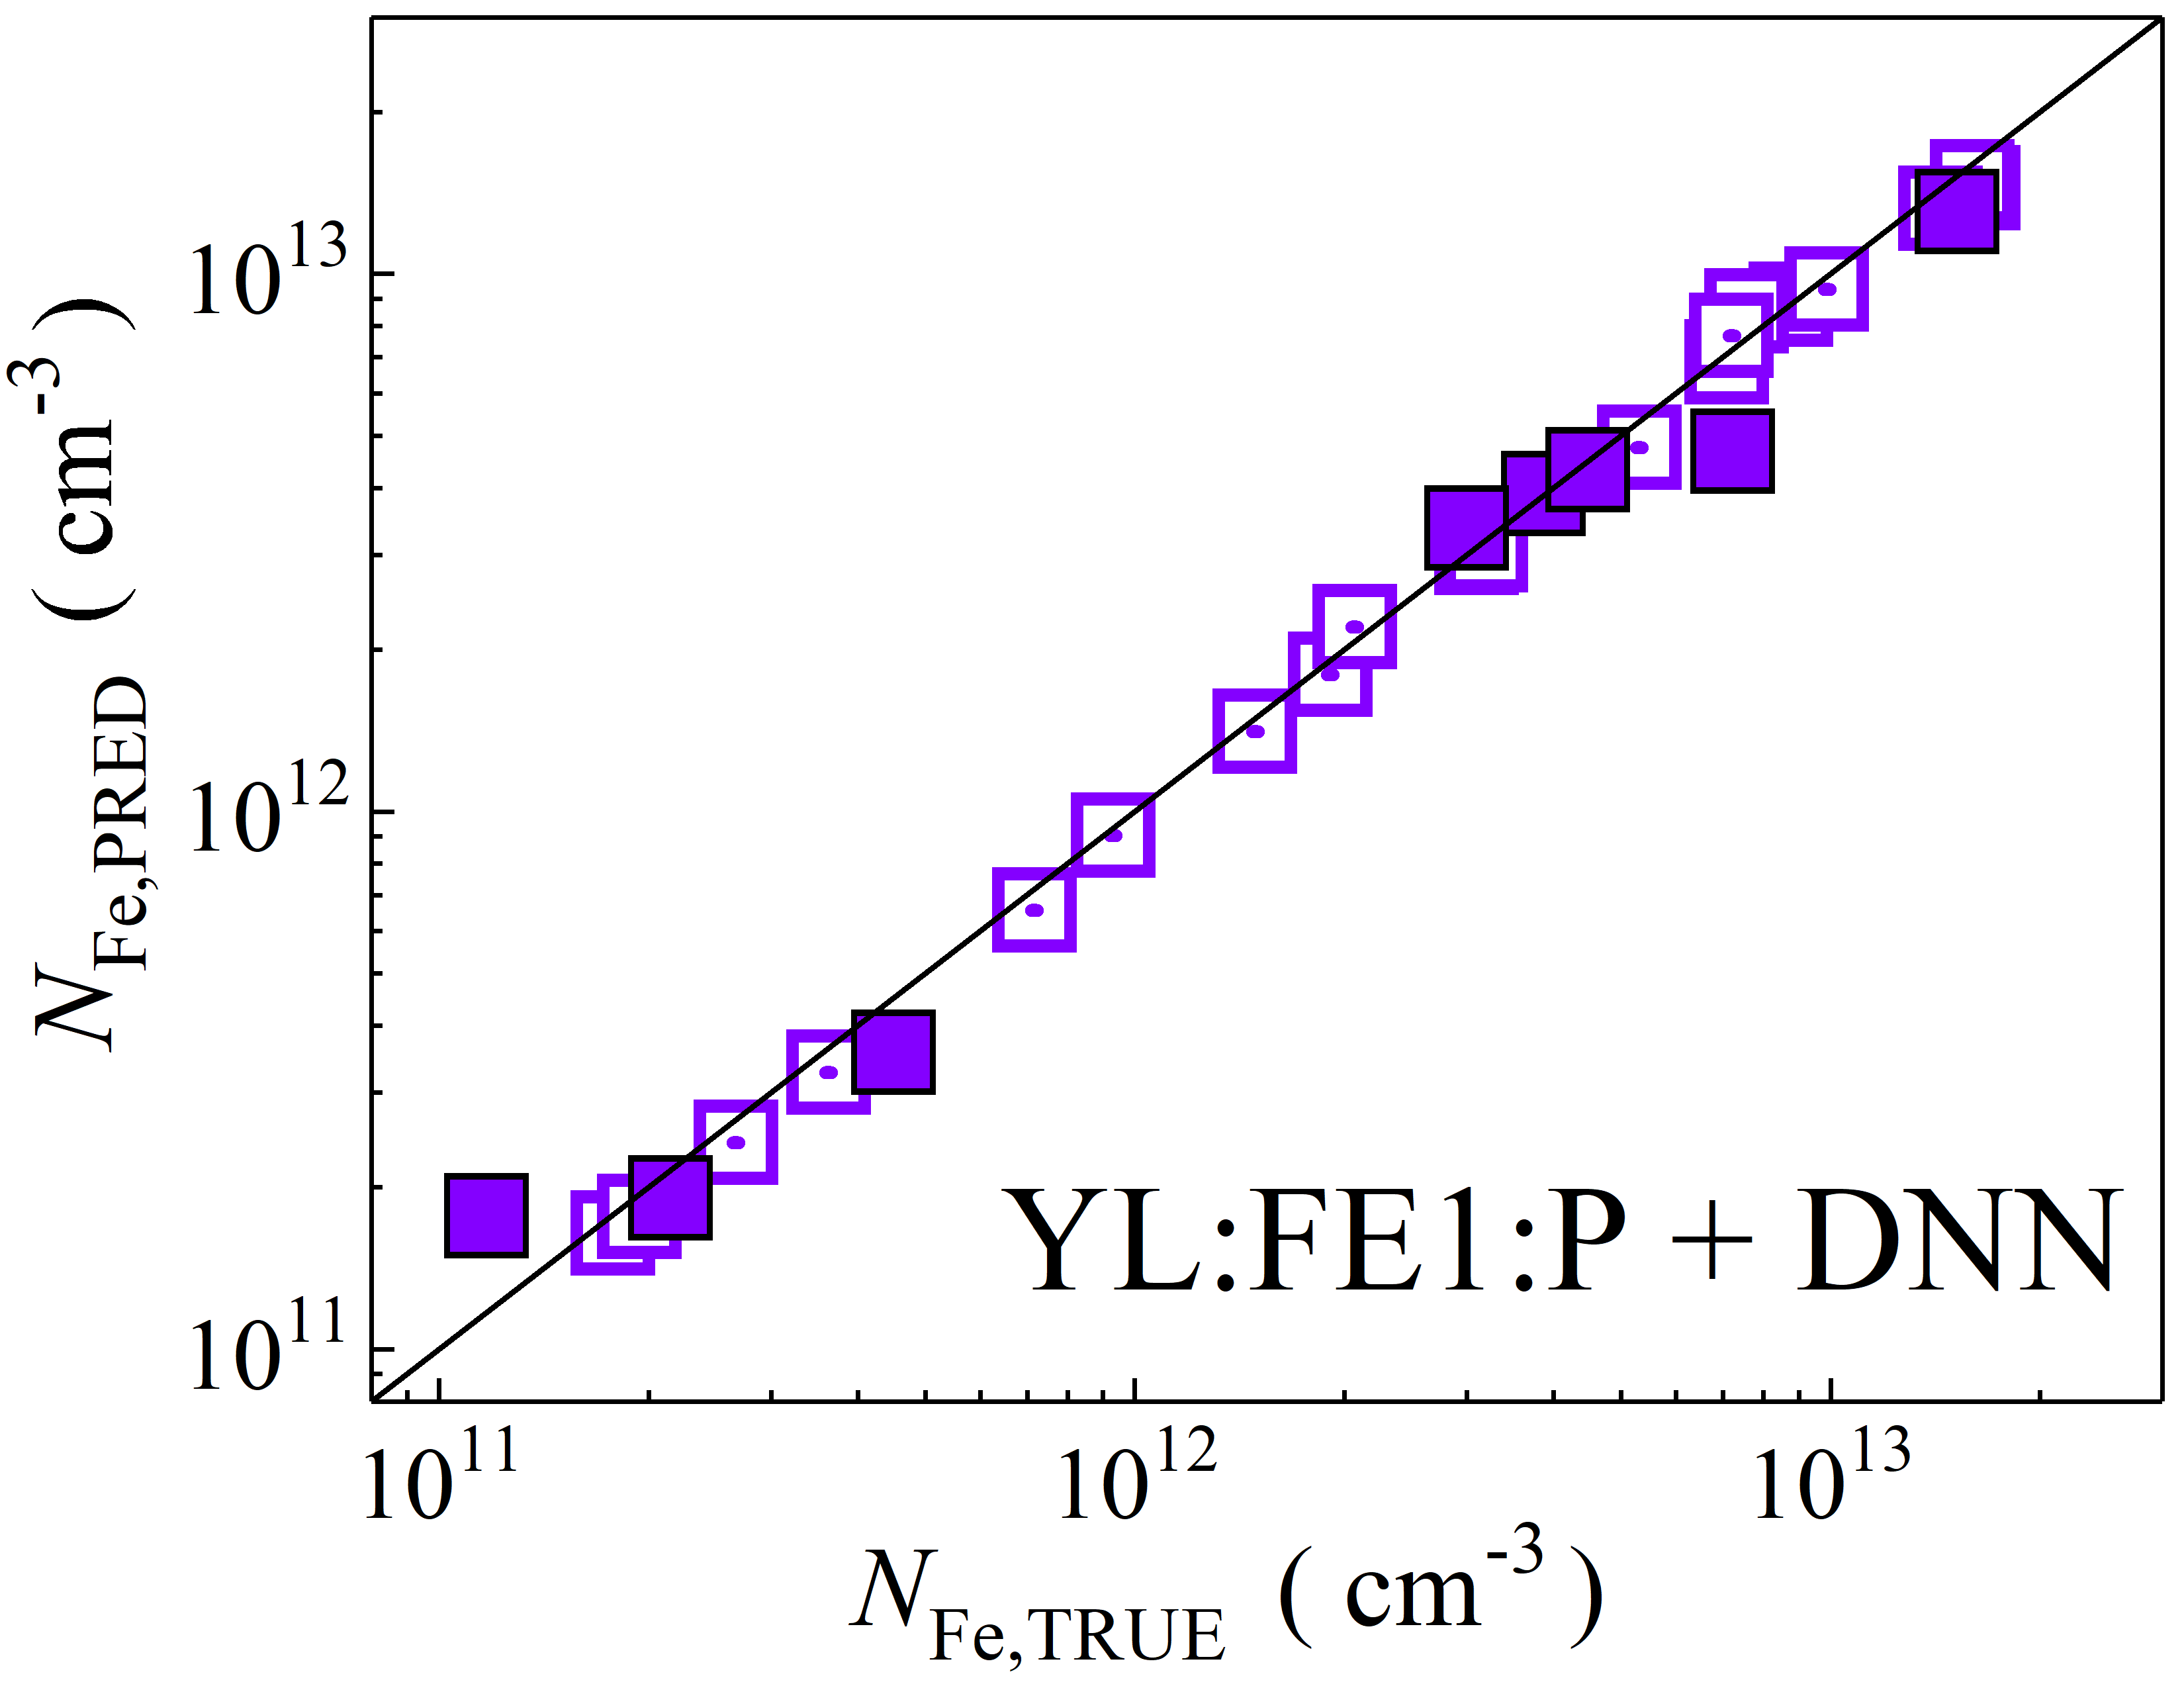 10^13
10^12
10^11
N_Fe,PRED ( cm^-3 )
YL:FE1:P + DNN
10^11 10^12 10^13
N_Fe,TRUE ( cm^-3 )